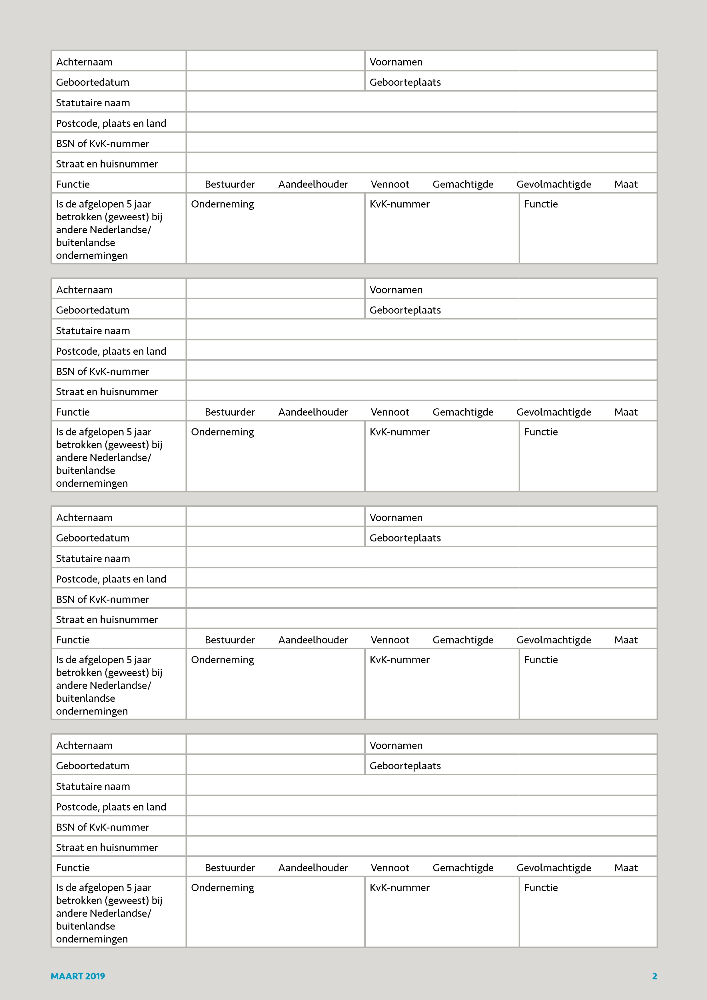 Achternaam Voornamen
Geboortedatum Geboorteplaats
Statutaire naam
Postcode, plaats en land
BSN of KvK-nummer
Straat en huisnummer
Functie Bestuurder Aandeelhouder Vennoot Gemachtigde Gevolmachtigde Maat
Is de afgelopen 5 jaar Onderneming KvK-nummer Functie
betrokken (geweest) bij
andere Nederlandse/
buitenlandse
ondernemingen
Achternaam Voornamen
Geboortedatum Geboorteplaats
Statutaire naam
Postcode, plaats en land
BSN of KvK-nummer
Straat en huisnummer
Functie Bestuurder Aandeelhouder Vennoot Gemachtigde Gevolmachtigde Maat
Is de afgelopen 5 jaar Onderneming KvK-nummer Functie
betrokken (geweest) bij
andere Nederlandse/
buitenlandse
ondernemingen
Achternaam Voornamen
Geboortedatum Geboorteplaats
Statutaire naam
Postcode, plaats en land
BSN of KvK-nummer
Straat en huisnummer
Functie Bestuurder Aandeelhouder Vennoot Gemachtigde Gevolmachtigde Maat
Is de afgelopen 5 jaar Onderneming KvK-nummer Functie
betrokken (geweest) bij
andere Nederlandse/
buitenlandse
ondernemingen
Achternaam Voornamen
Geboortedatum Geboorteplaats
Statutaire naam
Postcode, plaats en land
BSN of KvK-nummer
Straat en huisnummer
Functie Bestuurder Aandeelhouder Vennoot Gemachtigde Gevolmachtigde Maat
Is de afgelopen 5 jaar Onderneming KvK-nummer Functie
betrokken (geweest) bij
andere Nederlandse/
buitenlandse
ondernemingen
MAART 2019 2